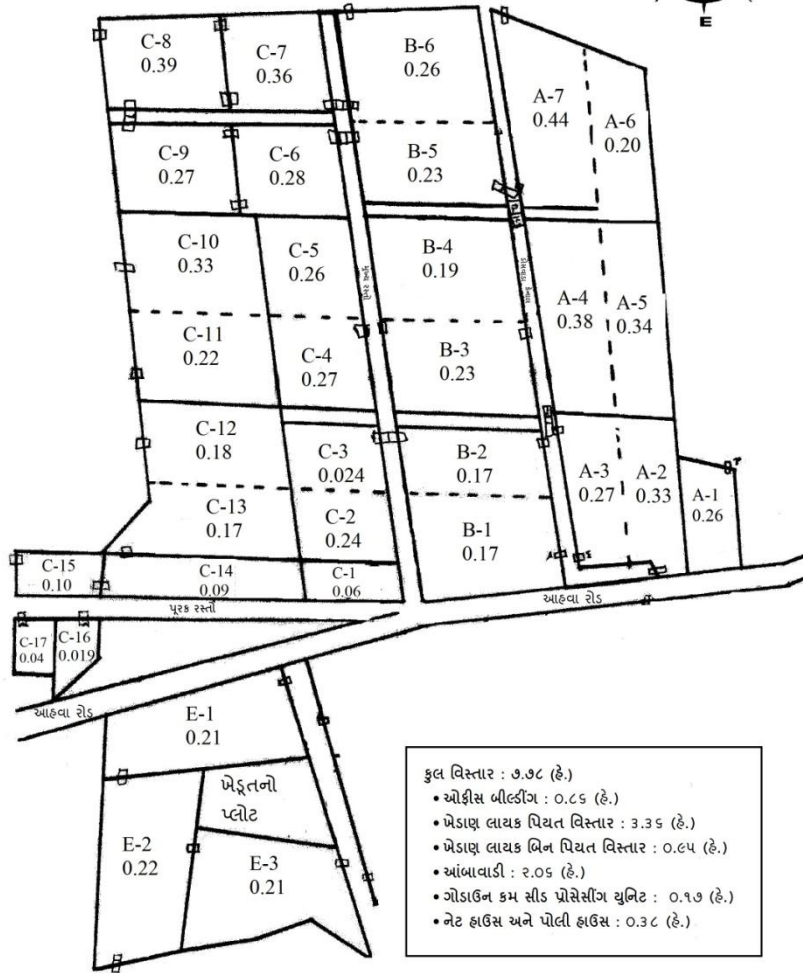 E
C-8
0.39
C-7
0.36
B-6
0.26
A-7
0.44
A-6
0.20
C-9
0.27
C-6
0.28
B-5
0.23
C-10
0.33
C-5
0.26
B-4
0.19
A-4
0.38
A-5
0.34
C-11
0.22
C-4
0.27
B-3
0.23
C-12
0.18
C-3
0.024
B-2
0.17
A-3
0.27
A-2
0.33
A-1
0.26
C-13
0.17
C-2
0.24
B-1
0.17
C-15
0.10
C-14
0.09
C-1
0.06
પૂરક રસ્તો
આહવા રોડ
C-17
0.04
C-16
0.019
આહવા રોડ
E-1
0.21
ખેડૂતનો
પ્લોટ
E-2
0.22
E-3
0.21
કુલ વિસ્તાર : ૭.૭૮ (હે.)
• ઓફીસ બીલ્ડીંગ : ૦.૮૬ (હે.)
• ખેડાણ લાયક પિયત વિસ્તાર : ૩.૩૬ (હે.)
• ખેડાણ લાયક બિન પિયત વિસ્તાર : ૦.૯૫ (હે.)
• આંબાવાડી : ૨.૦૬ (હે.)
• ગોડાઉન કમ સીડ પ્રોસેસીંગ યુનિટ : ૦.૧૭ (હે.)
• નેટ હાઉસ અને પોલી હાઉસ : ૦.૩૮ (હે.)